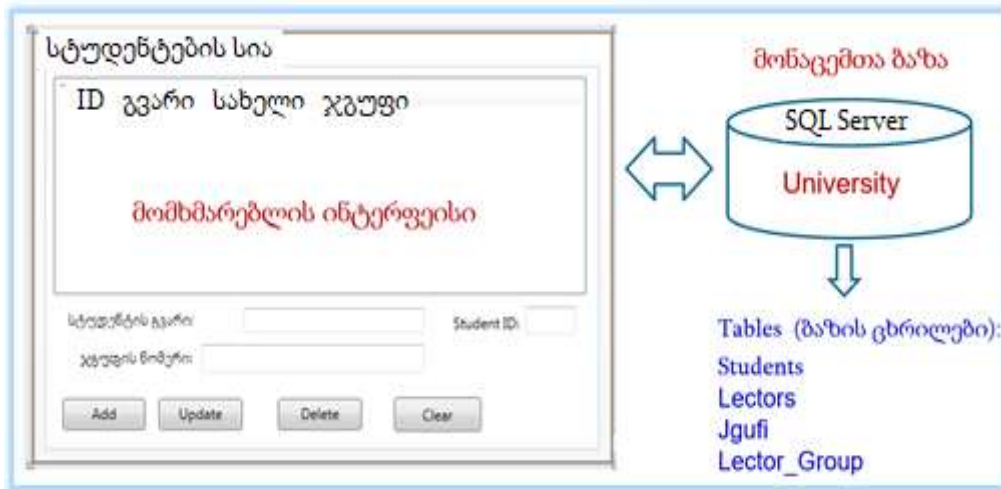 სტუდენტების სია
ID გვარი სახელი ჯგუფი
მომხმარებლის ინტერფეისი
სტუდენტის გვარი:
Student ID:
ჯგუფის ნომერი:
Add Update Delete Clear
მონაცემთა ბაზა
SQL Server
University
Tables (ბაზის ცხრილები):
Students
Lectors
Jgufi
Lector_Group